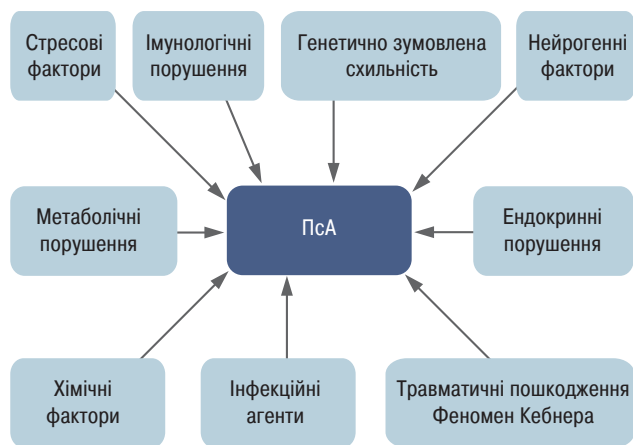 Стресові
фактори
Імунологічні
порушення
Генетично зумовлена
схильність
Нейрогенні
фактори
Метаболічні
порушення
ПсА
Ендокринні
порушення
Хімічні
фактори
Інфекційні
агенти
Травматичні пошкодження
Феномен Кебнера